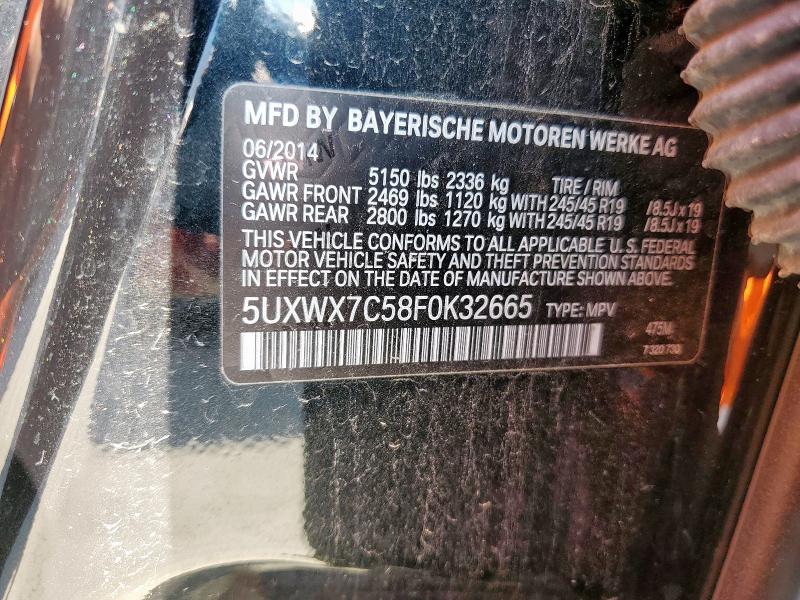 MFD BY BAYERISCHE MOTOREN WERKE AG
06/2014
GVWR 5150 lbs 2336 kg TIRE / RIM
GAWR FRONT 2469 lbs 1120 kg WITH 245/45 R19 /8.5J x 19
GAWR REAR 2800 lbs 1270 kg WITH 245/45 R19 /8.5J x 19
THIS VEHICLE CONFORMS TO ALL APPLICABLE U.S. FEDERAL
MOTOR VEHICLE SAFETY AND THEFT PREVENTION STANDARDS
IN EFFECT ON THE DATE OF MANUFACTURE SHOWN ABOVE.
5UXWX7C58F0K32665 TYPE: MPV 475M